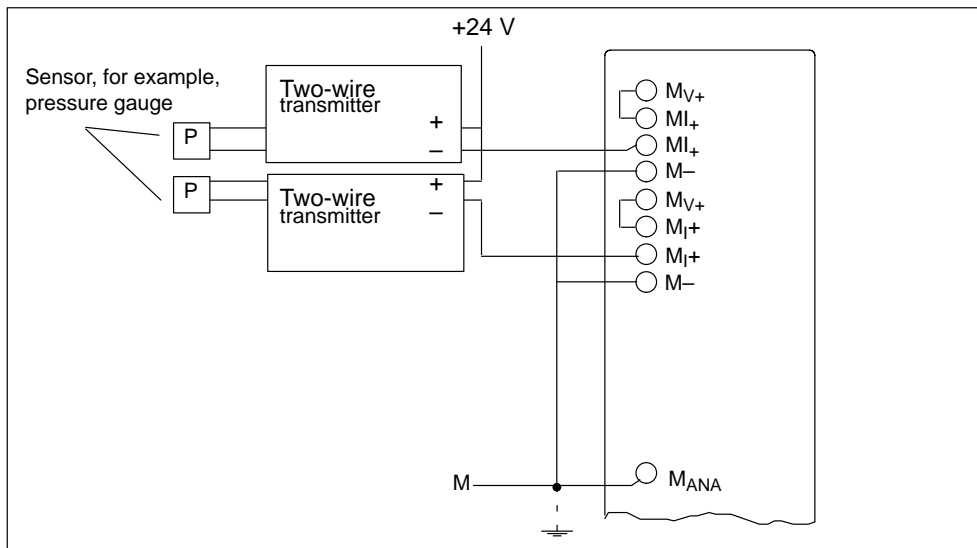 +24 V
Sensor, for example,
pressure gauge
Two-wire
transmitter
P
+
–
P
Two-wire
transmitter
+
–
MV+
MI+
MI+
M–
MV+
MI+
MI+
M–
M
MANA